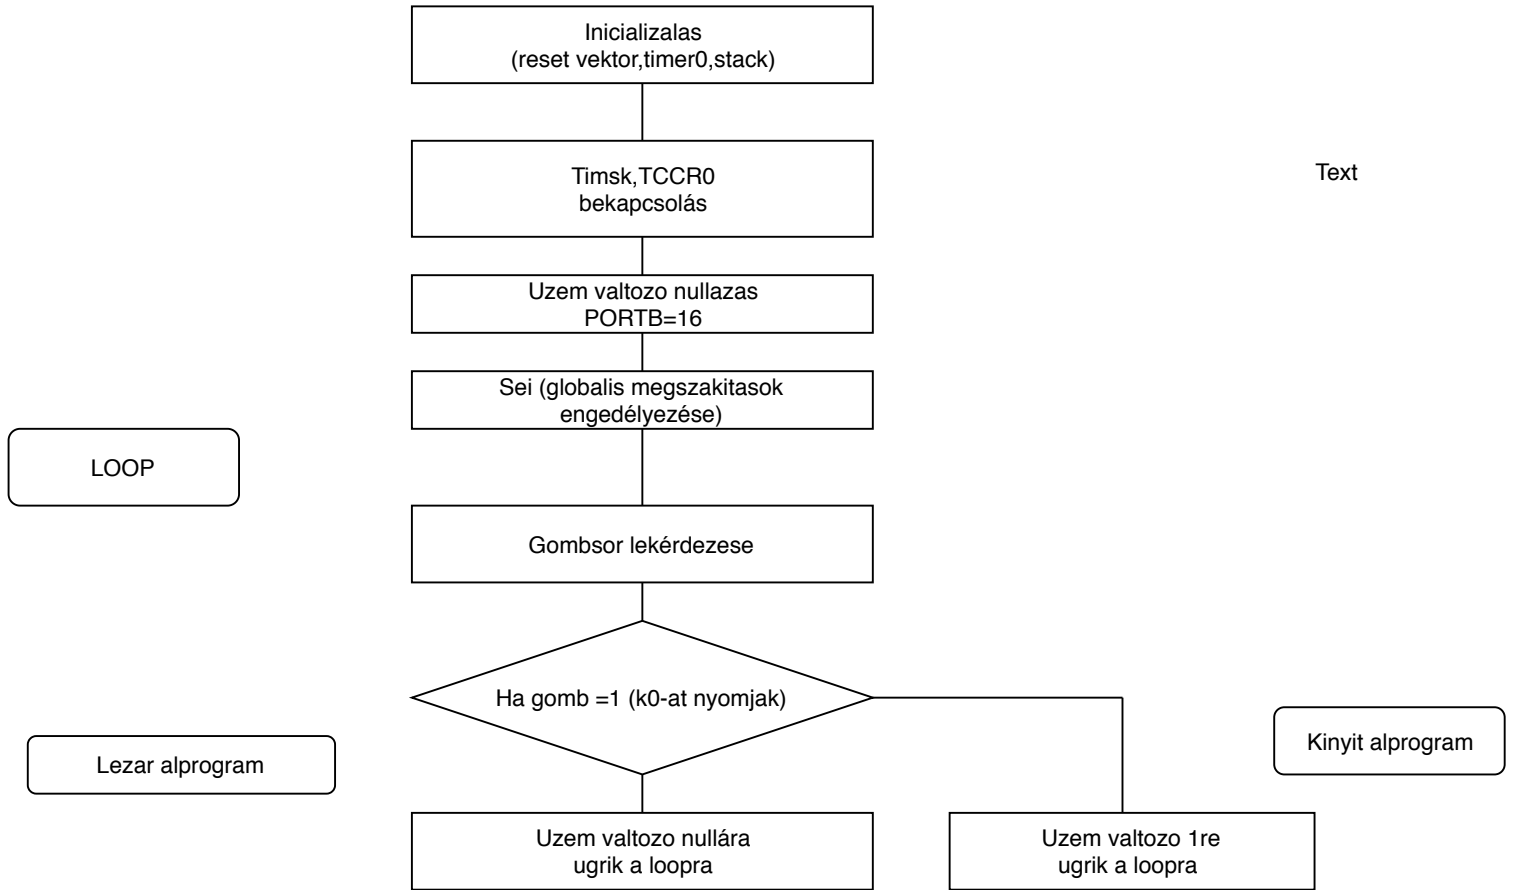 Inicializalas
(reset vektor,timer0,stack)
Timsk,TCCR0
bekapcsolás
Text
Uzem valtozo nullazas
PORTB=16
Sei (globalis megszakitasok
engedélyezése)
LOOP
Gombsor lekérdezese
Ha gomb =1 (k0-at nyomjak)
Lezar alprogram
Kinyit alprogram
Uzem valtozo nullára
ugrik a loopra
Uzem valtozo 1re
ugrik a loopra